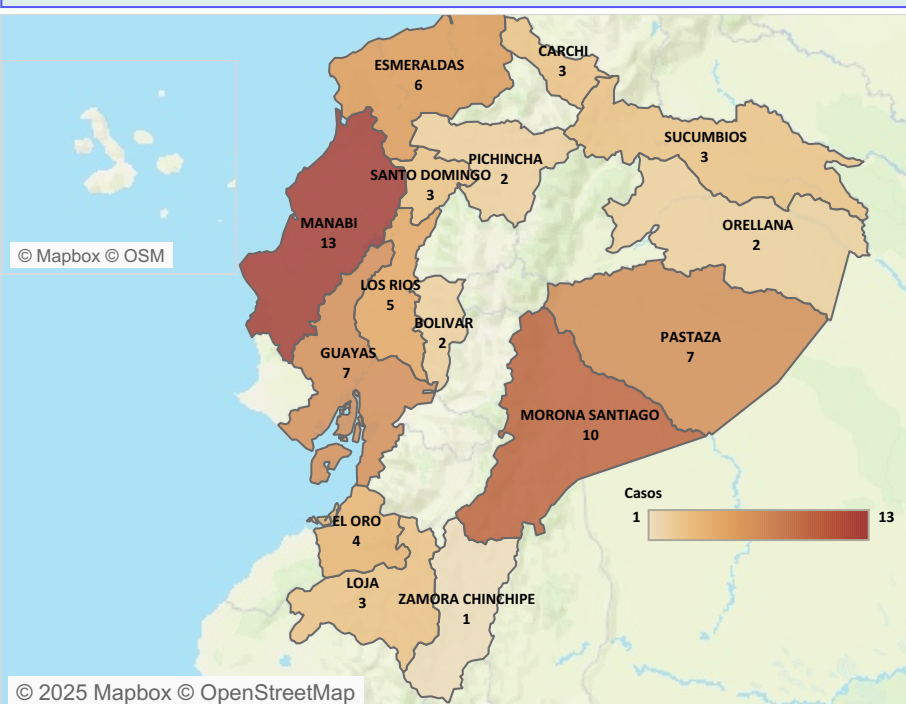 CARCHI
3
ESMERALDAS
6
SUCUMBIOS
3
PICHINCHA
2
SANTO DOMINGO
3
MANABI
13
ORELLANA
2
© Mapbox © OSM
LOS RIOS
5
BOLIVAR
2
PASTAZA
7
GUAYAS
7
MORONA SANTIAGO
10
Casos
1
13
EL ORO
4
LOJA
3
ZAMORA CHINCHIPE
1
© 2025 Mapbox © OpenStreetMap